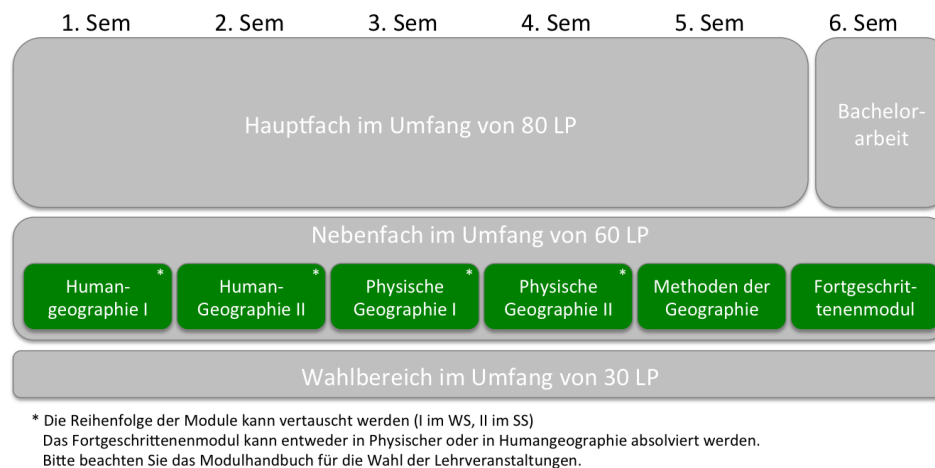 1. Sem 2. Sem 3. Sem 4. Sem 5. Sem 6. Sem
Hauptfach im Umfang von 80 LP
Bachelor-
arbeit
Nebenfach im Umfang von 60 LP
Human-
geographie I
*
Human-
Geographie II
*
Physische
Geographie I
*
Physische
Geographie II
*
Methoden der
Geographie
Fortgeschrit-
tenenmodul
Wahlbereich im Umfang von 30 LP
* Die Reihenfolge der Module kann vertauscht werden (I im WS, II im SS)
Das Fortgeschrittenenmodul kann entweder in Physischer oder in Humangeographie absolviert werden.
Bitte beachten Sie das Modulhandbuch für die Wahl der Lehrveranstaltungen.